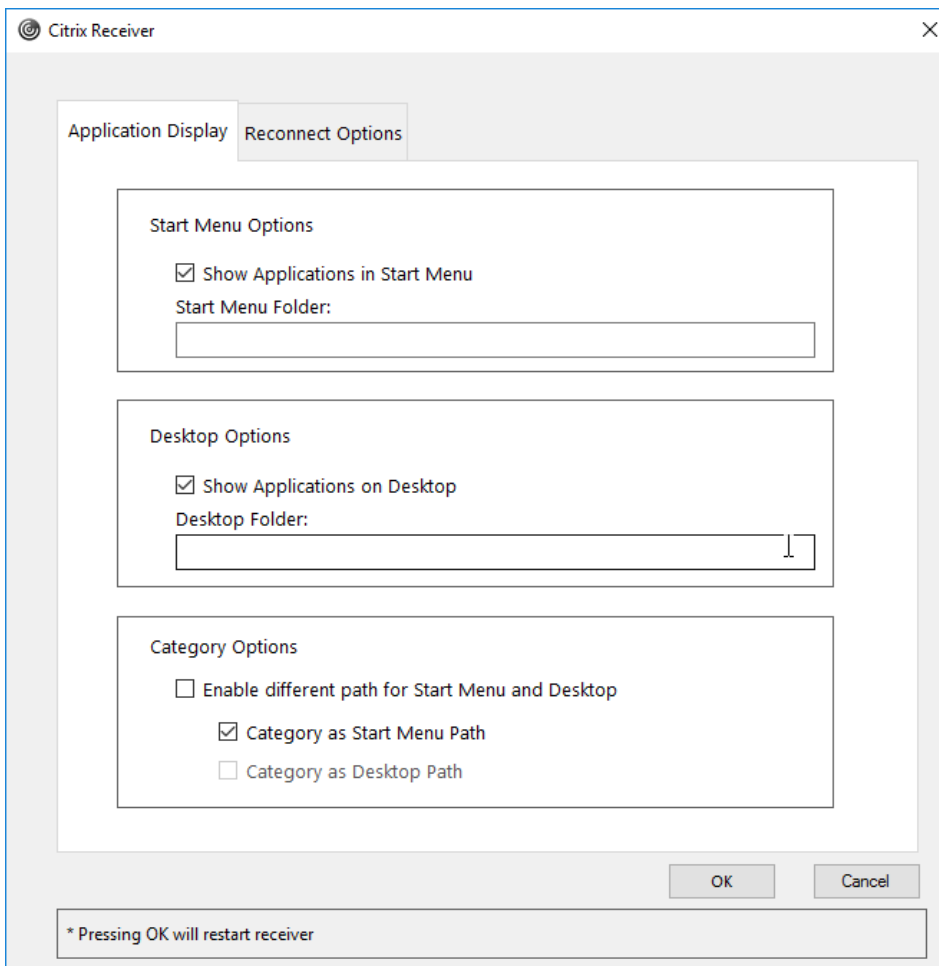 Citrix Receiver
Application Display
Reconnect Options
Start Menu Options
Show Applications in Start Menu
Start Menu Folder:
Desktop Options
Show Applications on Desktop
Desktop Folder:
Category Options
Enable different path for Start Menu and Desktop
Category as Start Menu Path
Category as Desktop Path
OK
Cancel
* Pressing OK will restart receiver